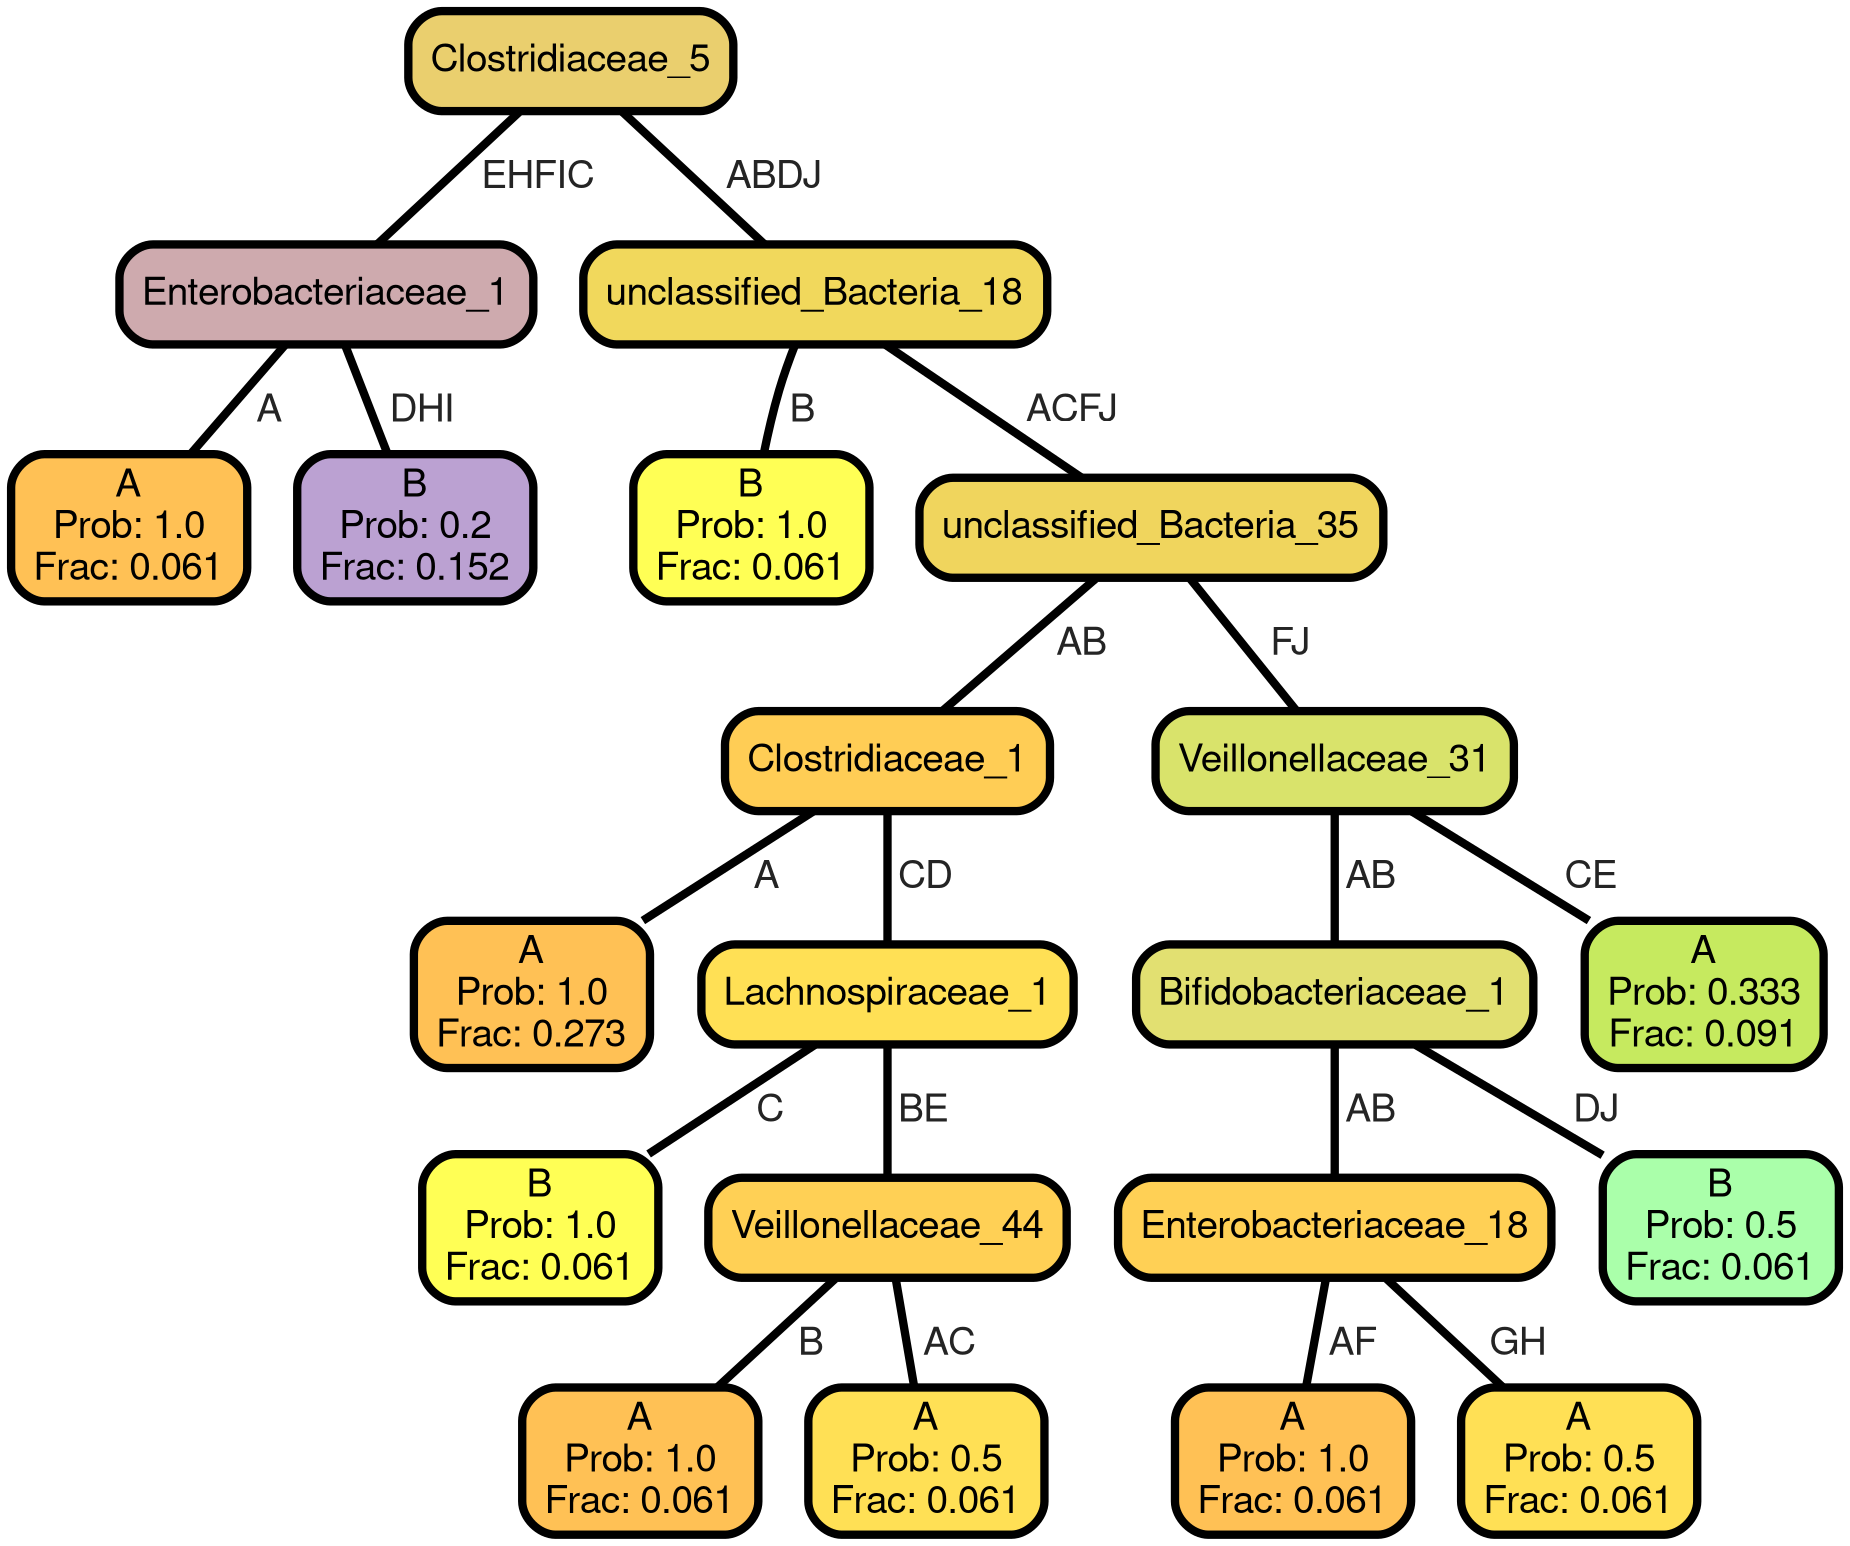 Clostridiaceae_5
EHFIC
ABDJ
Enterobacteriaceae_1
unclassified_Bacteria_18
A
DHI
B
ACFJ
A
Prob: 1.0
Frac: 0.061
B
Prob: 0.2
Frac: 0.152
B
Prob: 1.0
Frac: 0.061
unclassified_Bacteria_35
AB
FJ
Clostridiaceae_1
Veillonellaceae_31
A
CD
AB
CE
A
Prob: 1.0
Frac: 0.273
Lachnospiraceae_1
Bifidobacteriaceae_1
A
Prob: 0.333
Frac: 0.091
C
BE
AB
DJ
B
Prob: 1.0
Frac: 0.061
Veillonellaceae_44
Enterobacteriaceae_18
B
Prob: 0.5
Frac: 0.061
B
AC
AF
GH
A
Prob: 1.0
Frac: 0.061
A
Prob: 0.5
Frac: 0.061
A
Prob: 1.0
Frac: 0.061
A
Prob: 0.5
Frac: 0.061